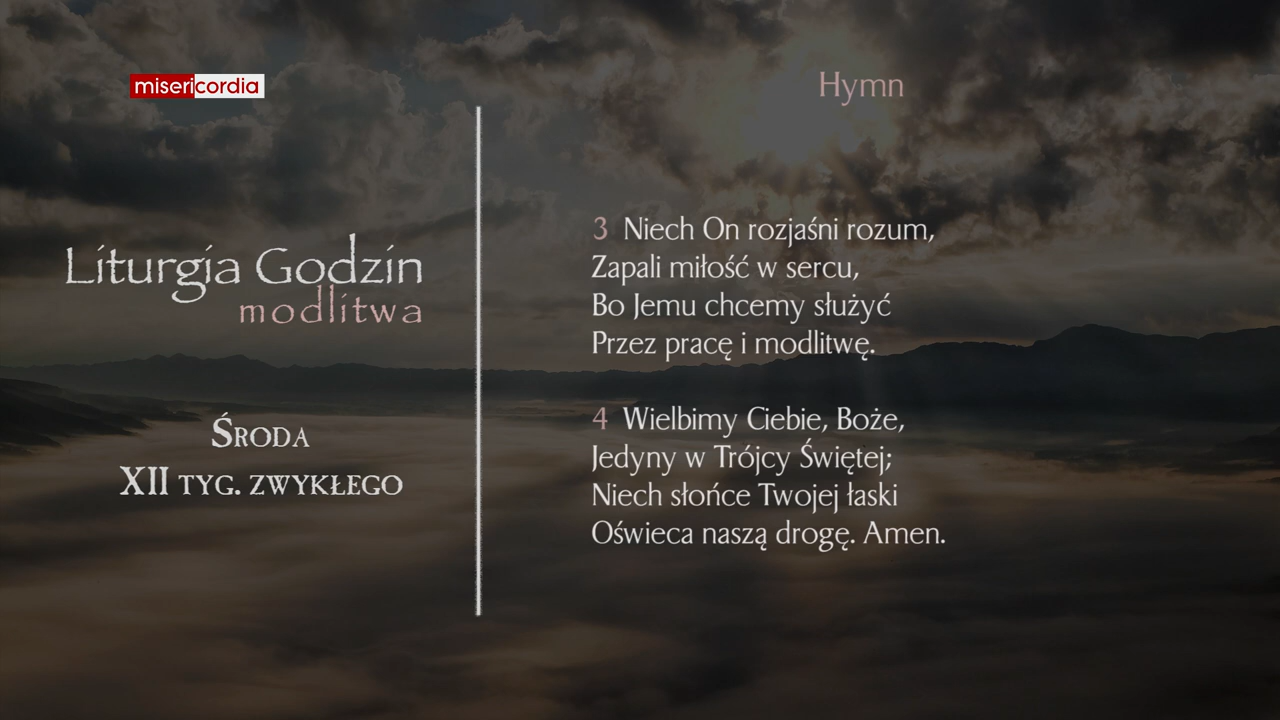 misericordia
Liturgia Godzin
modlitwa
Środa
XII tyg. zwykłego
Hymn
3 Niech On rozjaśni rozum,
Zapali miłość w sercu,
Bo Jemu chcemy służyć
Przez pracę i modlitwę.
4 Wielbimy Ciebie, Boże,
Jedyny w Trójcy Świętej;
Niech słońce Twojej łaski
Oświeca naszą drogę. Amen.